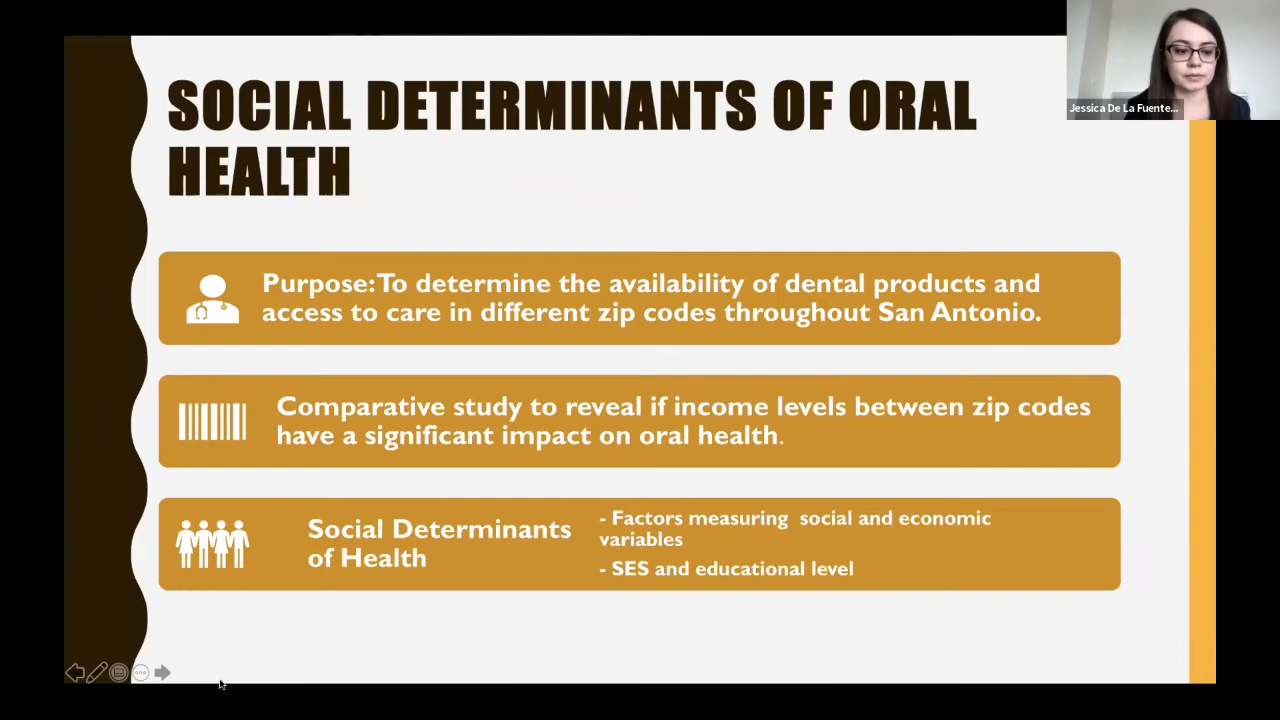 SOCIAL DETERMINANTS OF ORAL
HEALTH
Jessica De La Fuente...
Purpose: To determine the availability of dental products and
access to care in different zip codes throughout San Antonio.
Comparative study to reveal if income levels between zip codes
have a significant impact on oral health.
Social Determinants
of Health
- Factors measuring  social and economic
variables
- SES and educational level